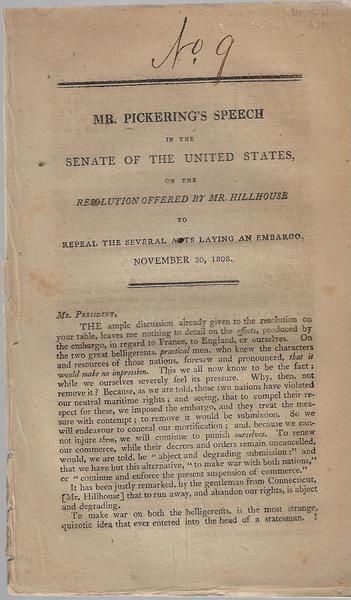 No 9
MR. PICKERING'S SPEECH
IN THE
SENATE OF THE UNITED STATES,
ON THE
RESOLUTION OFFERED BY MR. HILLHOUSE
TO
REPEAL THE SEVERAL ACTS LAYING AN EMBARGO,
NOVEMBER 30, 1808.
MR. PRESIDENT,
THE ample discussion already given to the resolution on
your table, leaves me nothing to detail on the effects, produced by
the embargo, in regard to France, to England, or ourselves. On
the two great belligerents, practical men, who knew the characters
and resources of those nations, foresaw and pronounced, that it
would make no impression. This we all now know to be the fact;
while we ourselves severely feel its pressure. Why, then, not
remove it? Because, as we are told, those two nations have violated
our neutral maritime rights; and seeing, that to compel their re-
spect for these, we imposed the embargo, and they treat the mea-
sure with contempt; to remove it would be submission. So we
will endeavour to conceal our mortification; and, because we can-
not injure them, we will continue to punish ourselves. To renew
our commerce, while their decrees and orders remain uncancelled,
would, we are told, be "abject and degrading submission:" and
that we have but this alternative, "to make war with both nations,"
or "continue and enforce the present suspension of commerce."
It has been justly remarked, by the gentleman from Connecticut,
[Mr. Hillhouse] that to run away, and abandon our rights, is abject
and degrading.
To make war on both the belligerents, is the most strange,
quixotic idea that ever entered into the head of a statesman. I